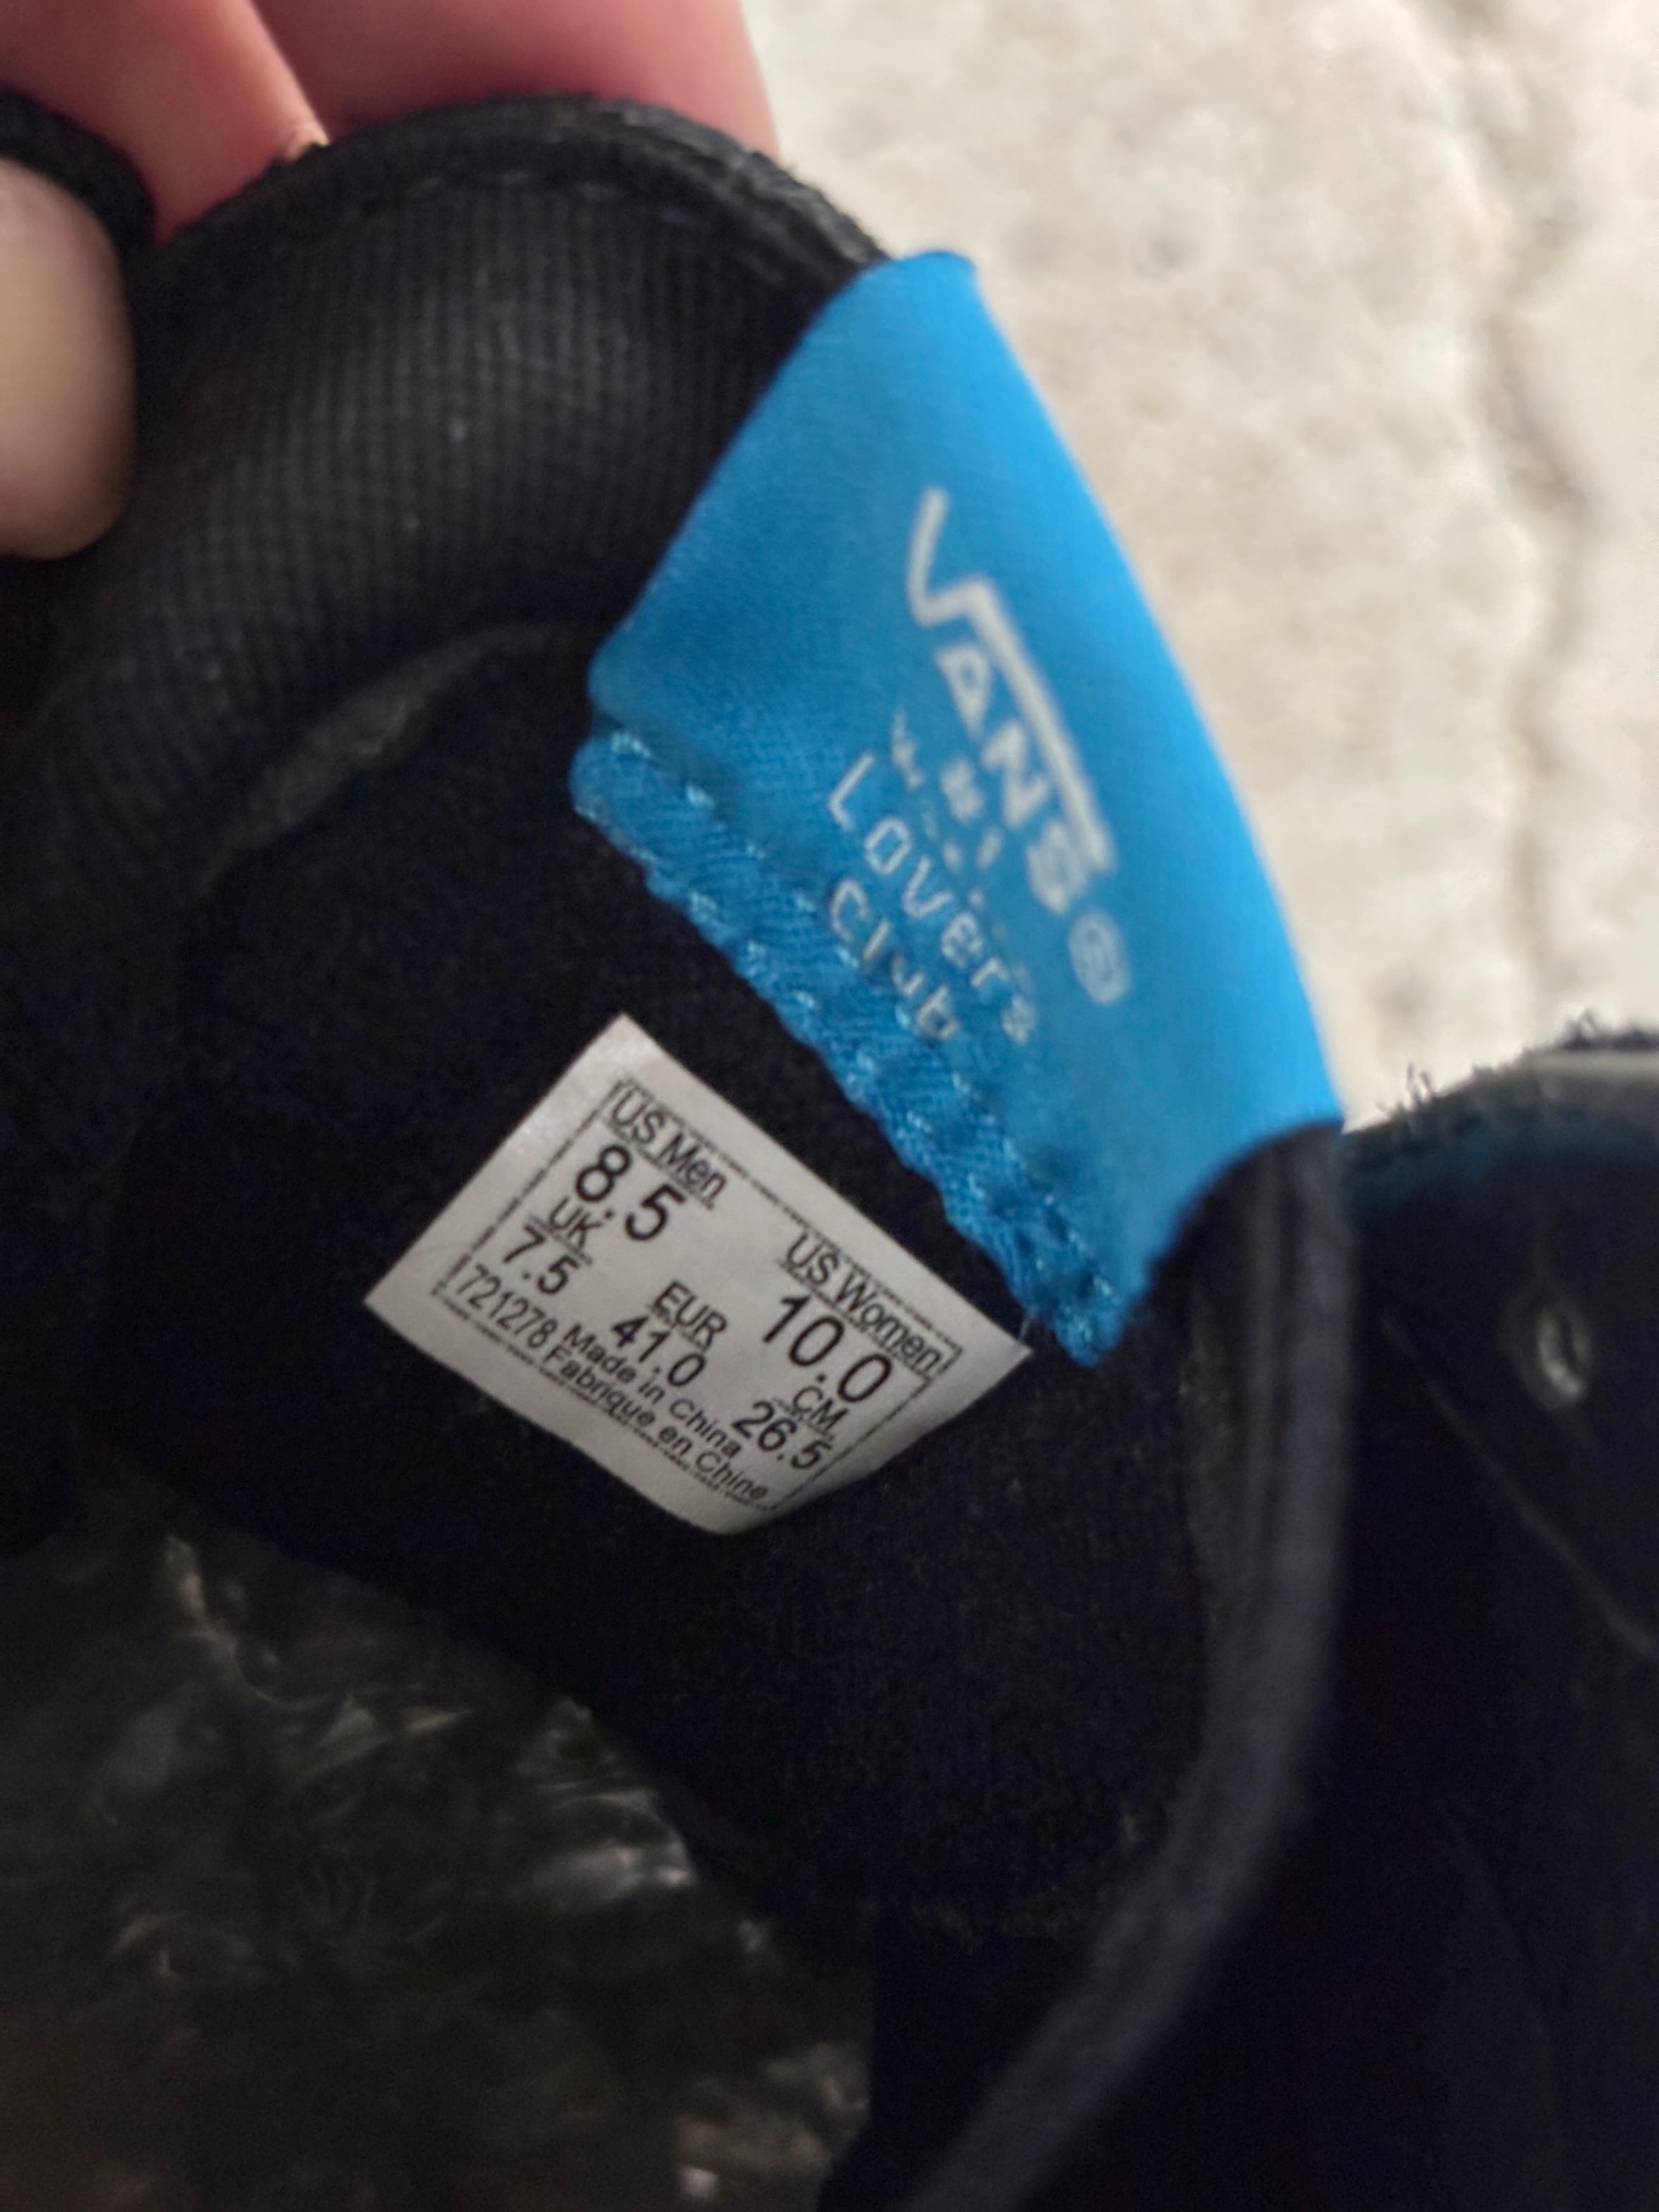 VANS®
Lovers
Club
US Men
8.5
US Women
10.0
UK
7.5
EUR
41.0
CM
26.5
721278 Made in China
Fabrique en Chine